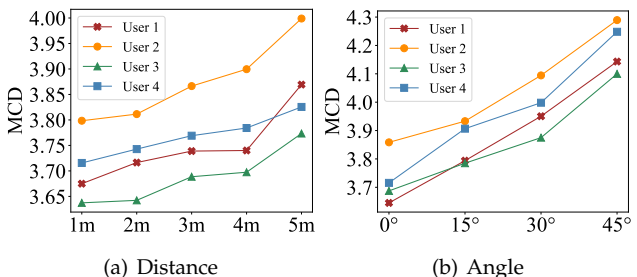 4.00
3.95
3.90
3.85
3.80
3.75
3.70
3.65
MCD
User 1
User 2
User 3
User 4
1m 2m 3m 4m 5m
(a) Distance
4.3
4.2
4.1
4.0
3.9
3.8
3.7
MCD
User 1
User 2
User 3
User 4
0° 15° 30° 45°
(b) Angle